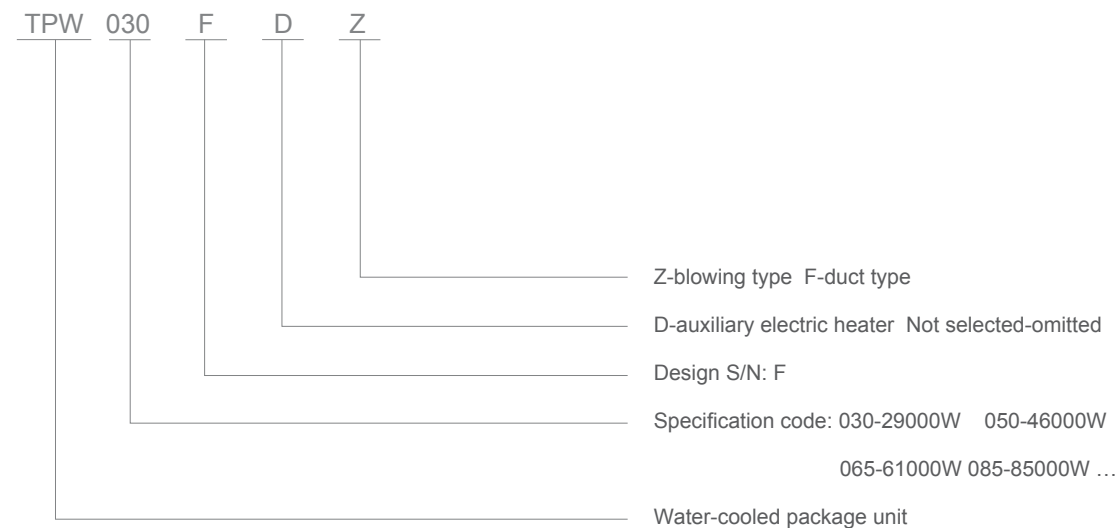 TPW 030 F D Z
Z-blowing type F-duct type
D-auxiliary electric heater Not selected-omitted
Design S/N: F
Specification code: 030-29000W 050-46000W
065-61000W 085-85000W …
Water-cooled package unit